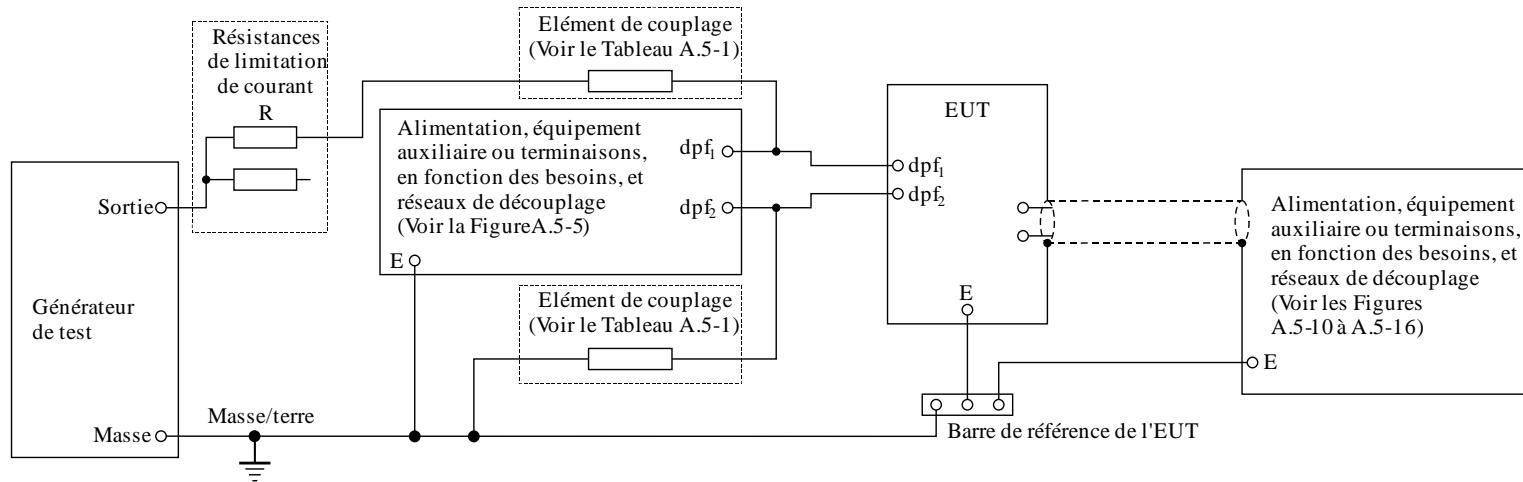 Résistances
de limitation
de courant
R
Elément de couplage
(Voir le Tableau A.5-1)
Alimentation, équipement
auxiliaire ou terminaisons,
en fonction des besoins, et
réseaux de découplage
(Voir la FigureA.5-5)
dpf1
dpf2
E
EUT
dpf1
dpf2
E
Sortie
Générateur
de test
Masse
Masse/terre
Elément de couplage
(Voir le Tableau A.5-1)
Alimentation, équipement
auxiliaire ou terminaisons,
en fonction des besoins, et
réseaux de découplage
(Voir les Figures
A.5-10 à A.5-16)
E
Barre de référence de l'EUT